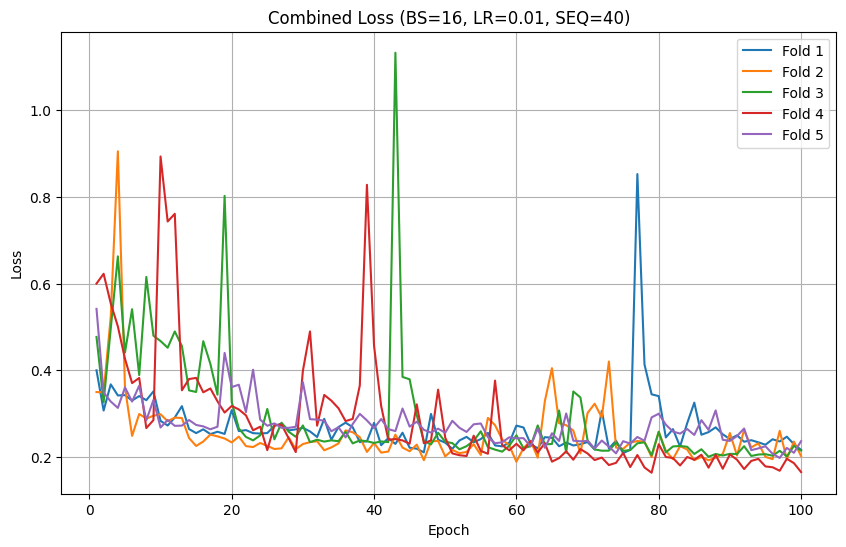 Combined Loss (BS=16, LR=0.01, SEQ=40)
Fold 1
Fold 2
Fold 3
Fold 4
Fold 5
Loss
1.0
0.8
0.6
0.4
0.2
0 20 40 60 80 100
Epoch